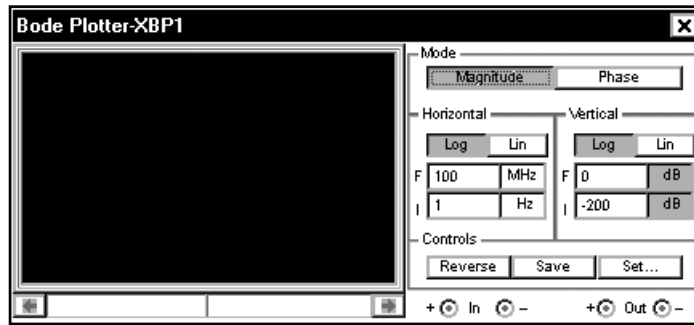 Bode Plotter-XBP1
Mode
Magnitude Phase
Horizontal Vertical
Log Lin Log Lin
F 100 MHz F 0 dB
I 1 Hz I -200 dB
Controls
Reverse Save Set...
+ In - + Out -